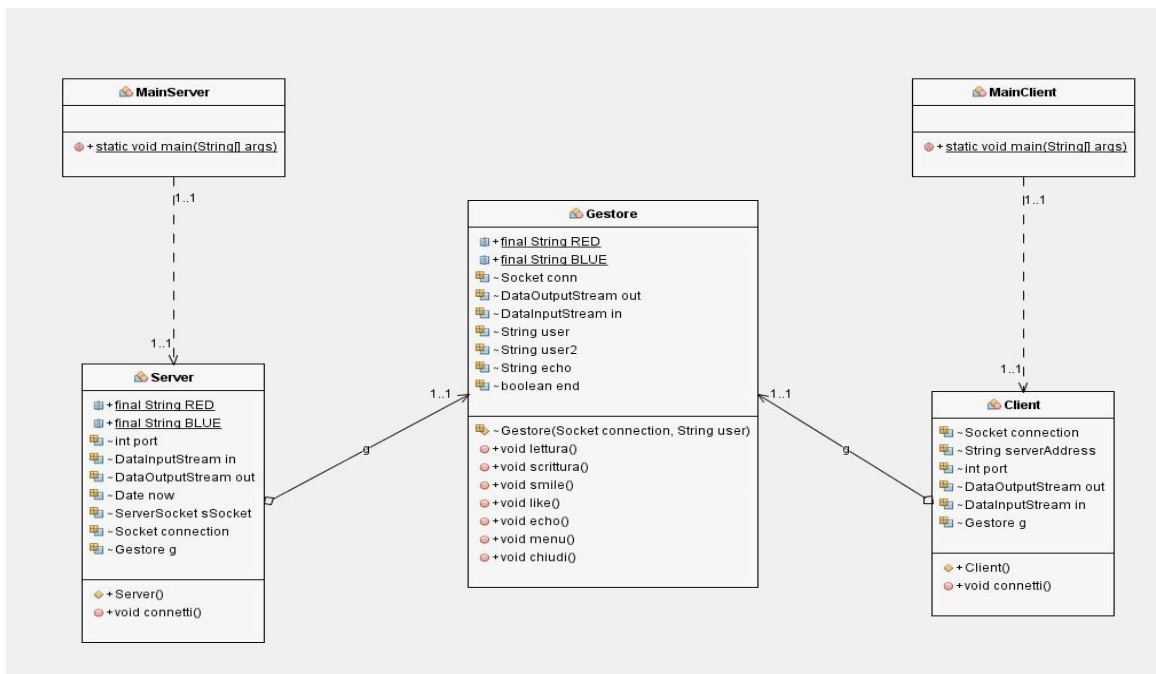 MainServer
+ static void main(String[] args)
1..1
1..1
MainClient
+ static void main(String[] args)
1..1
1..1
Gestore
+ final String RED
+ final String BLUE
~ Socket conn
~ DataOutputStream out
~ DataInputStream in
~ String user
~ String user2
~ String echo
~ boolean end
~ Gestore(Socket connection, String user)
+ void lettura()
+ void scrittura()
+ void smile()
+ void like()
+ void echo()
+ void menu()
+ void chiudi()
Server
+ final String RED
+ final String BLUE
~ int port
~ DataInputStream in
~ DataOutputStream out
~ Date now
~ ServerSocket sSocket
~ Socket connection
~ Gestore g
+ Server()
+ void connetti()
1..1
g
1..1
g
Client
~ Socket connection
~ String serverAddress
~ int port
~ DataOutputStream out
~ DataInputStream in
~ Gestore g
+ Client()
+ void connetti()